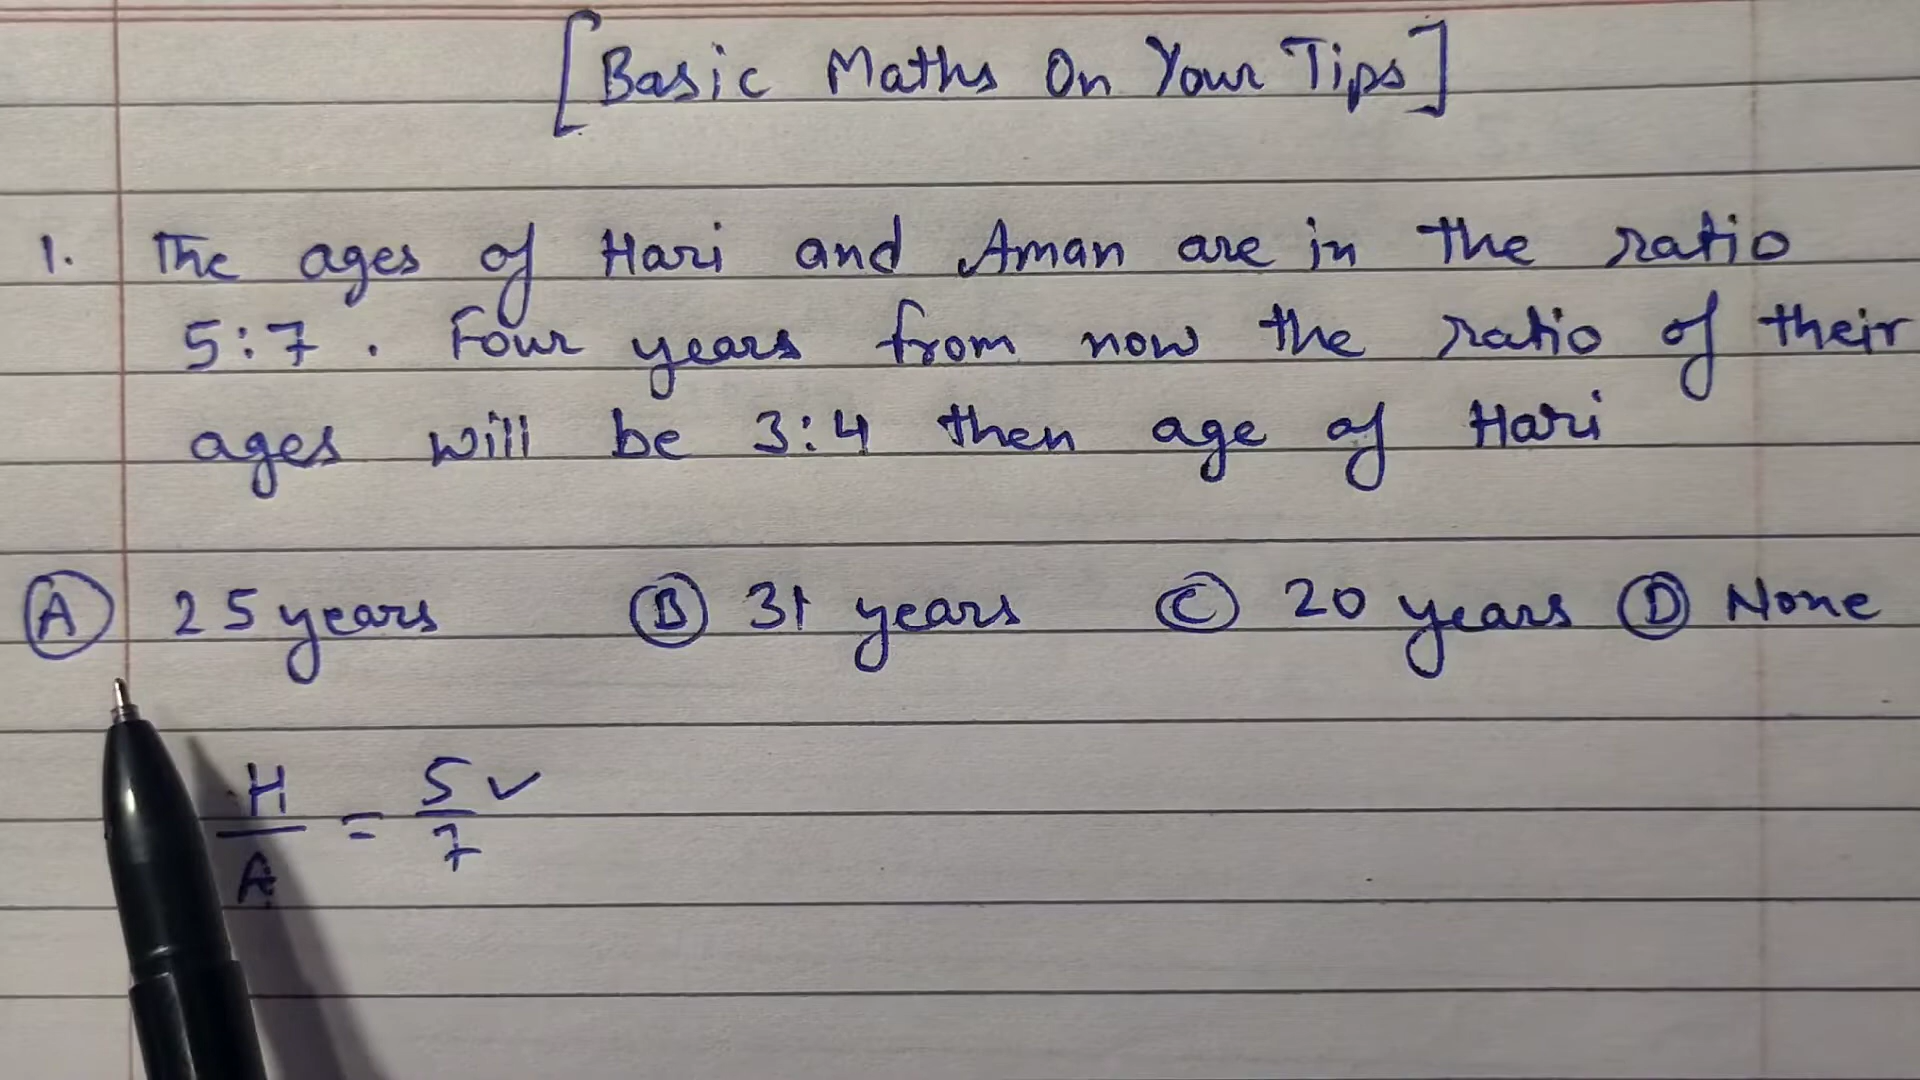 [Basic Maths On Your Tips]
1. The ages of Hari and Aman are in the ratio
5:7. Four years from now the ratio of their
ages will be 3:4 then age of Hari
(A) 25 years (B) 31 years (C) 20 years (D) None
H/A = 5/7 ✓